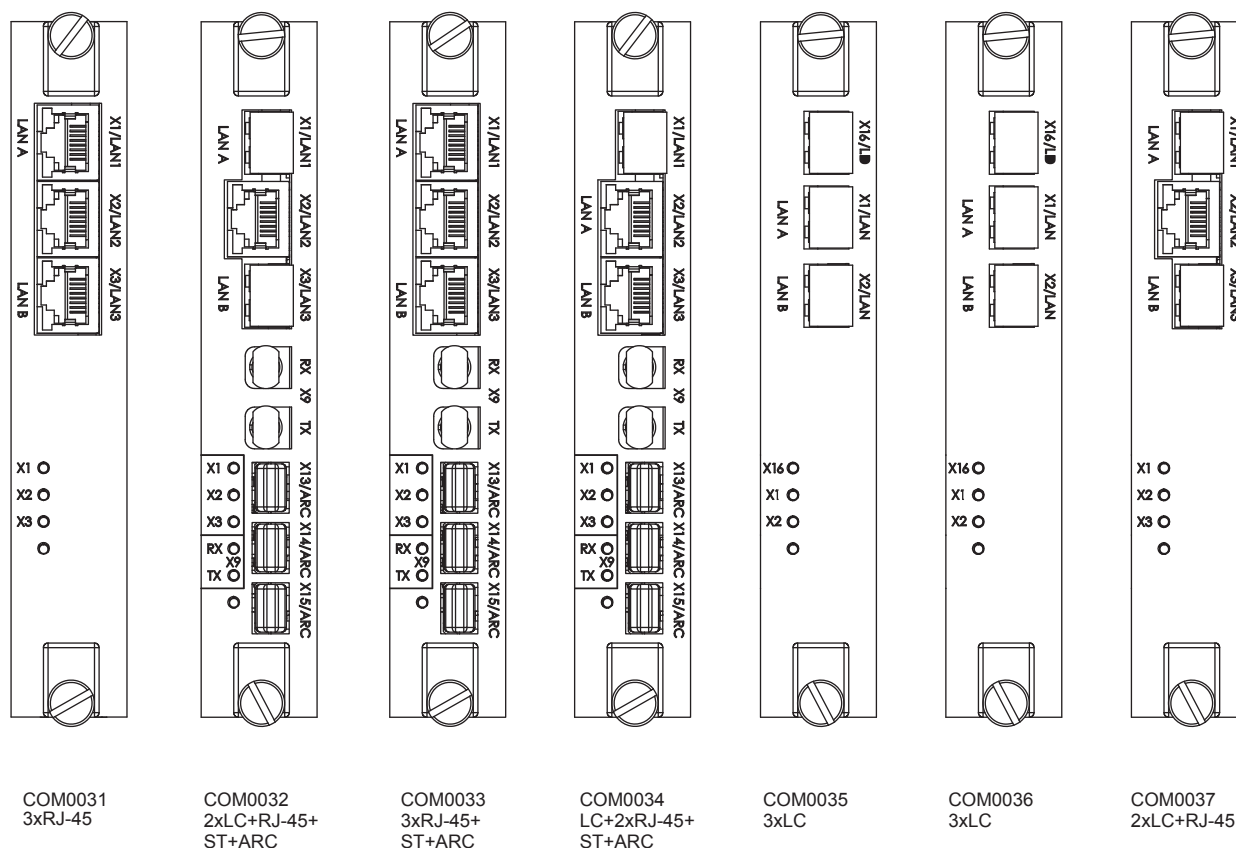 X1/LAN1
LAN A
X2/LAN2
X3/LAN3
LAN B
X1
X2
X3
COM0031
3xRJ-45
X1/LAN1
LAN A
X2/LAN2
X3/LAN3
LAN B
RX
X9
TX
X1
X2
X3
RX
X9
TX
X13/ARC
X14/ARC
X15/ARC
COM0032
2xLC+RJ-45+
ST+ARC
X1/LAN1
LAN A
X2/LAN2
X3/LAN3
LAN B
RX
X9
TX
X1
X2
X3
RX
X9
TX
X13/ARC
X14/ARC
X15/ARC
COM0033
3xRJ-45+
ST+ARC
X1/LAN1
X2/LAN2
LAN A
X3/LAN3
LAN B
RX
X9
TX
X1
X2
X3
RX
X9
TX
X13/ARC
X14/ARC
X15/ARC
COM0034
LC+2xRJ-45+
ST+ARC
X1/LAN
LAN A
X2/LAN
LAN B
X16
X1
X2
COM0035
3xLC
X1/LAN
LAN A
X2/LAN
LAN B
X16
X1
X2
COM0036
3xLC
X1/LAN1
LAN A
X2/LAN2
X3/LAN3
LAN B
X1
X2
X3
COM0037
2xLC+RJ-45